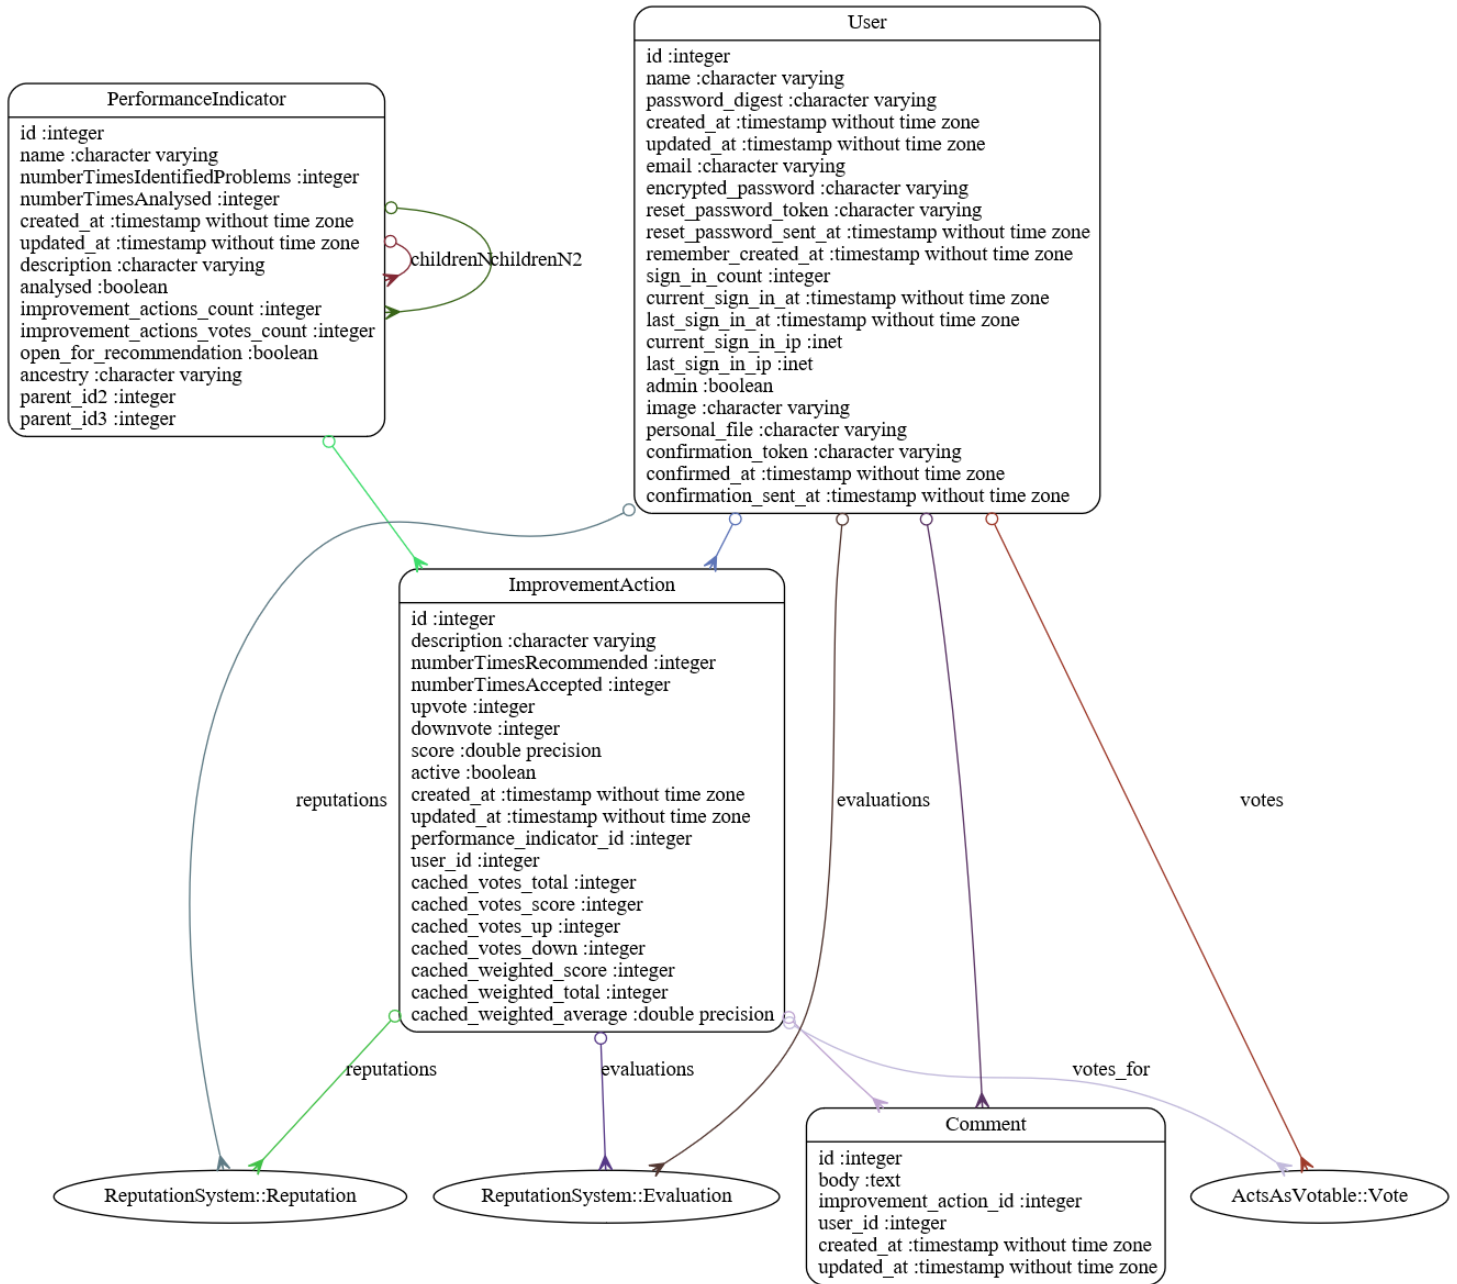 User
id :integer
name :character varying
password_digest :character varying
created_at :timestamp without time zone
updated_at :timestamp without time zone
email :character varying
encrypted_password :character varying
reset_password_token :character varying
reset_password_sent_at :timestamp without time zone
remember_created_at :timestamp without time zone
sign_in_count :integer
current_sign_in_at :timestamp without time zone
last_sign_in_at :timestamp without time zone
current_sign_in_ip :inet
last_sign_in_ip :inet
admin :boolean
image :character varying
personal_file :character varying
confirmation_token :character varying
confirmed_at :timestamp without time zone
confirmation_sent_at :timestamp without time zone
PerformanceIndicator
id :integer
name :character varying
numberTimesIdentifiedProblems :integer
numberTimesAnalysed :integer
created_at :timestamp without time zone
updated_at :timestamp without time zone
description :character varying
analysed :boolean
improvement_actions_count :integer
improvement_actions_votes_count :integer
open_for_recommendation :boolean
ancestry :character varying
parent_id2 :integer
parent_id3 :integer
childrenN
childrenN2
ImprovementAction
id :integer
description :character varying
numberTimesRecommended :integer
numberTimesAccepted :integer
upvote :integer
downvote :integer
score :double precision
active :boolean
created_at :timestamp without time zone
updated_at :timestamp without time zone
performance_indicator_id :integer
user_id :integer
cached_votes_total :integer
cached_votes_score :integer
cached_votes_up :integer
cached_votes_down :integer
cached_weighted_score :integer
cached_weighted_total :integer
cached_weighted_average :double precision
reputations
evaluations
votes
reputations
evaluations
votes_for
ReputationSystem::Reputation
ReputationSystem::Evaluation
Comment
id :integer
body :text
improvement_action_id :integer
user_id :integer
created_at :timestamp without time zone
updated_at :timestamp without time zone
ActsAsVotable::Vote